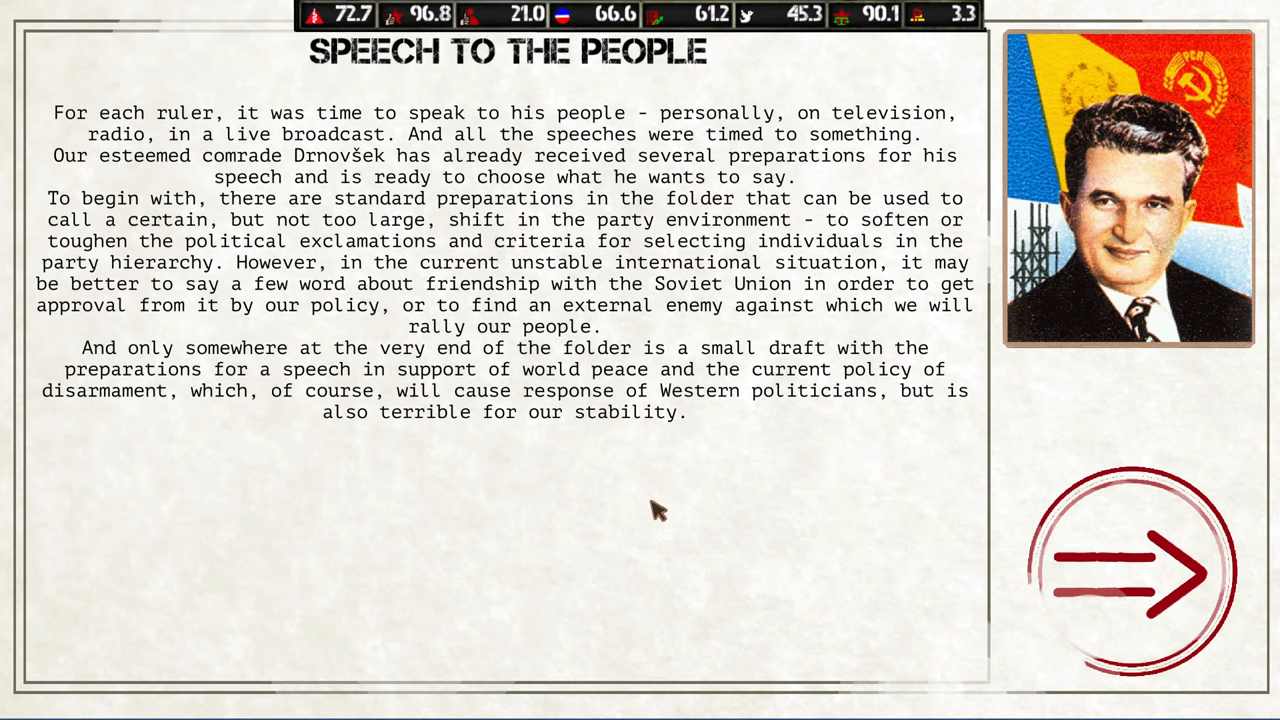 72.7 96.8 21.0 66.6 61.2 45.3 90.1 3.3
SPEECH TO THE PEOPLE
For each ruler, it was time to speak to his people - personally, on television,
radio, in a live broadcast. And all the speeches were timed to something.
Our esteemed comrade Drnovšek has already received several preparations for his
speech and is ready to choose what he wants to say.
To begin with, there are standard preparations in the folder that can be used to
call a certain, but not too large, shift in the party environment - to soften or
toughen the political exclamations and criteria for selecting individuals in the
party hierarchy. However, in the current unstable international situation, it may
be better to say a few word about friendship with the Soviet Union in order to get
approval from it by our policy, or to find an external enemy against which we will
rally our people.
And only somewhere at the very end of the folder is a small draft with the
preparations for a speech in support of world peace and the current policy of
disarmament, which, of course, will cause response of Western politicians, but is
also terrible for our stability.
PCR